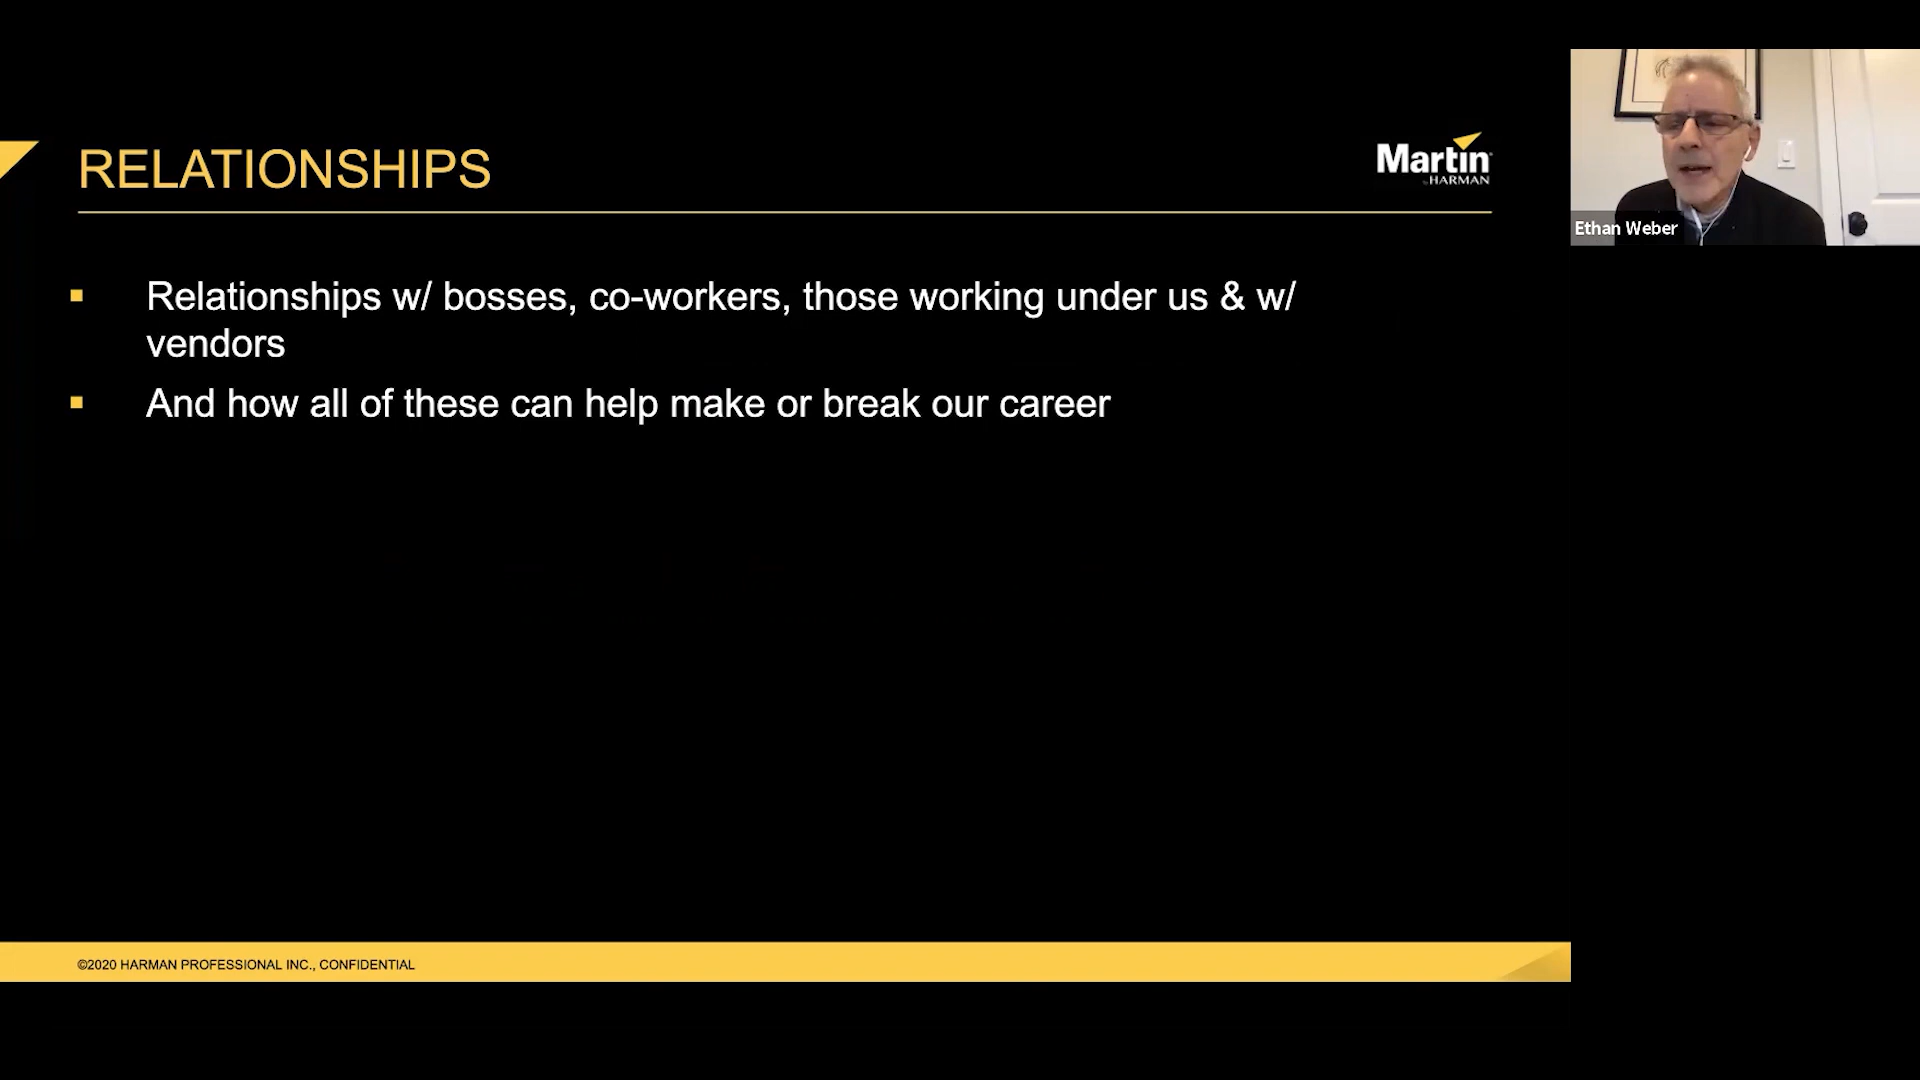 RELATIONSHIPS
Martin
by HARMAN
Ethan Weber
Relationships w/ bosses, co-workers, those working under us & w/
vendors
And how all of these can help make or break our career
©2020 HARMAN PROFESSIONAL INC., CONFIDENTIAL